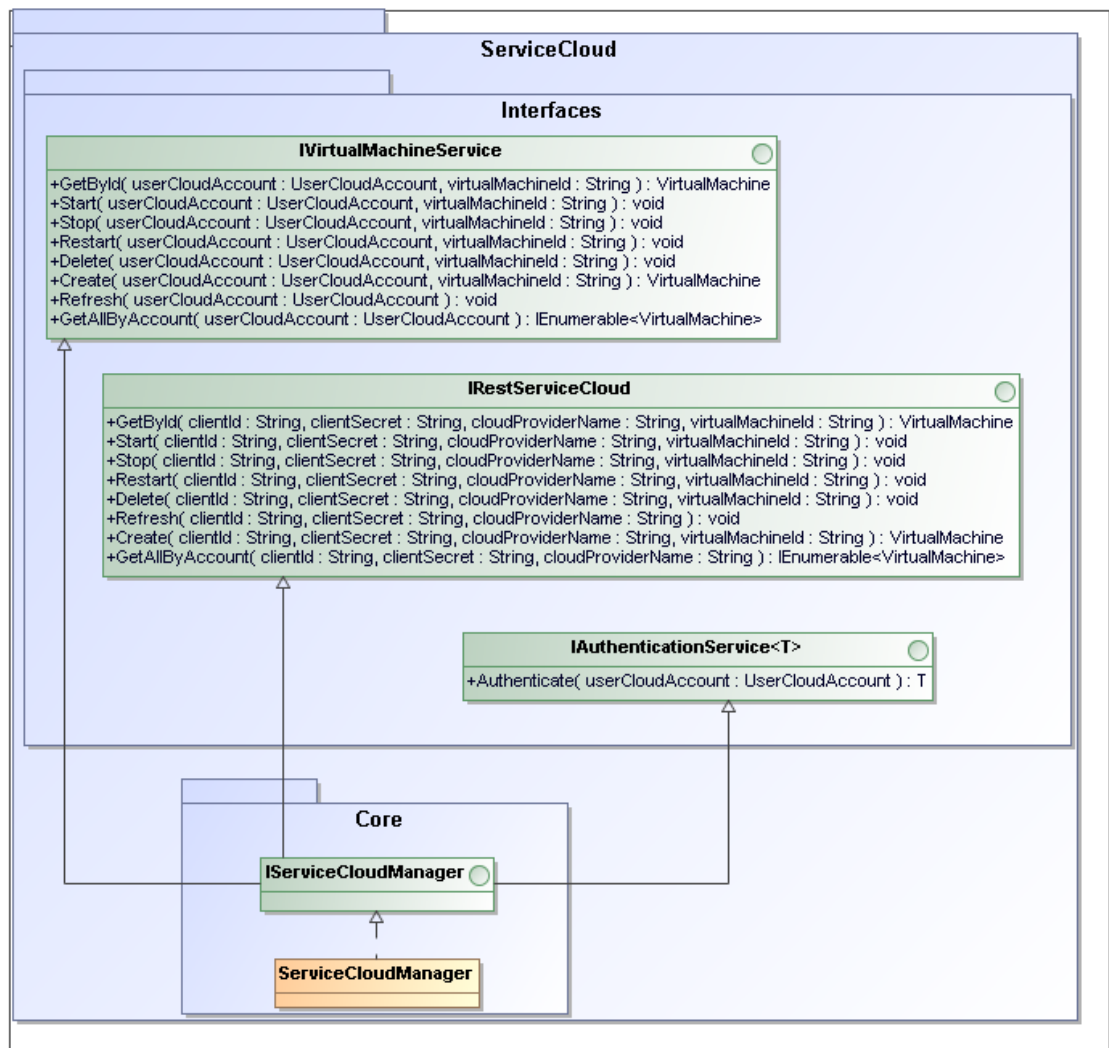 ServiceCloud
Interfaces
IVirtualMachineService
+GetById( userCloudAccount : UserCloudAccount, virtualMachineId : String ) : VirtualMachine
+Start( userCloudAccount : UserCloudAccount, virtualMachineId : String ) : void
+Stop( userCloudAccount : UserCloudAccount, virtualMachineId : String ) : void
+Restart( userCloudAccount : UserCloudAccount, virtualMachineId : String ) : void
+Delete( userCloudAccount : UserCloudAccount, virtualMachineId : String ) : void
+Create( userCloudAccount : UserCloudAccount, virtualMachineId : String ) : VirtualMachine
+Refresh( userCloudAccount : UserCloudAccount ) : void
+GetAllByAccount( userCloudAccount : UserCloudAccount ) : IEnumerable<VirtualMachine>
IRestServiceCloud
+GetById( clientId : String, clientSecret : String, cloudProviderName : String, virtualMachineId : String ) : VirtualMachine
+Start( clientId : String, clientSecret : String, cloudProviderName : String, virtualMachineId : String ) : void
+Stop( clientId : String, clientSecret : String, cloudProviderName : String, virtualMachineId : String ) : void
+Restart( clientId : String, clientSecret : String, cloudProviderName : String, virtualMachineId : String ) : void
+Delete( clientId : String, clientSecret : String, cloudProviderName : String, virtualMachineId : String ) : void
+Refresh( clientId : String, clientSecret : String, cloudProviderName : String ) : void
+Create( clientId : String, clientSecret : String, cloudProviderName : String, virtualMachineId : String ) : VirtualMachine
+GetAllByAccount( clientId : String, clientSecret : String, cloudProviderName : String ) : IEnumerable<VirtualMachine>
IAuthenticationService<T>
+Authenticate( userCloudAccount : UserCloudAccount ) : T
Core
IServiceCloudManager
ServiceCloudManager